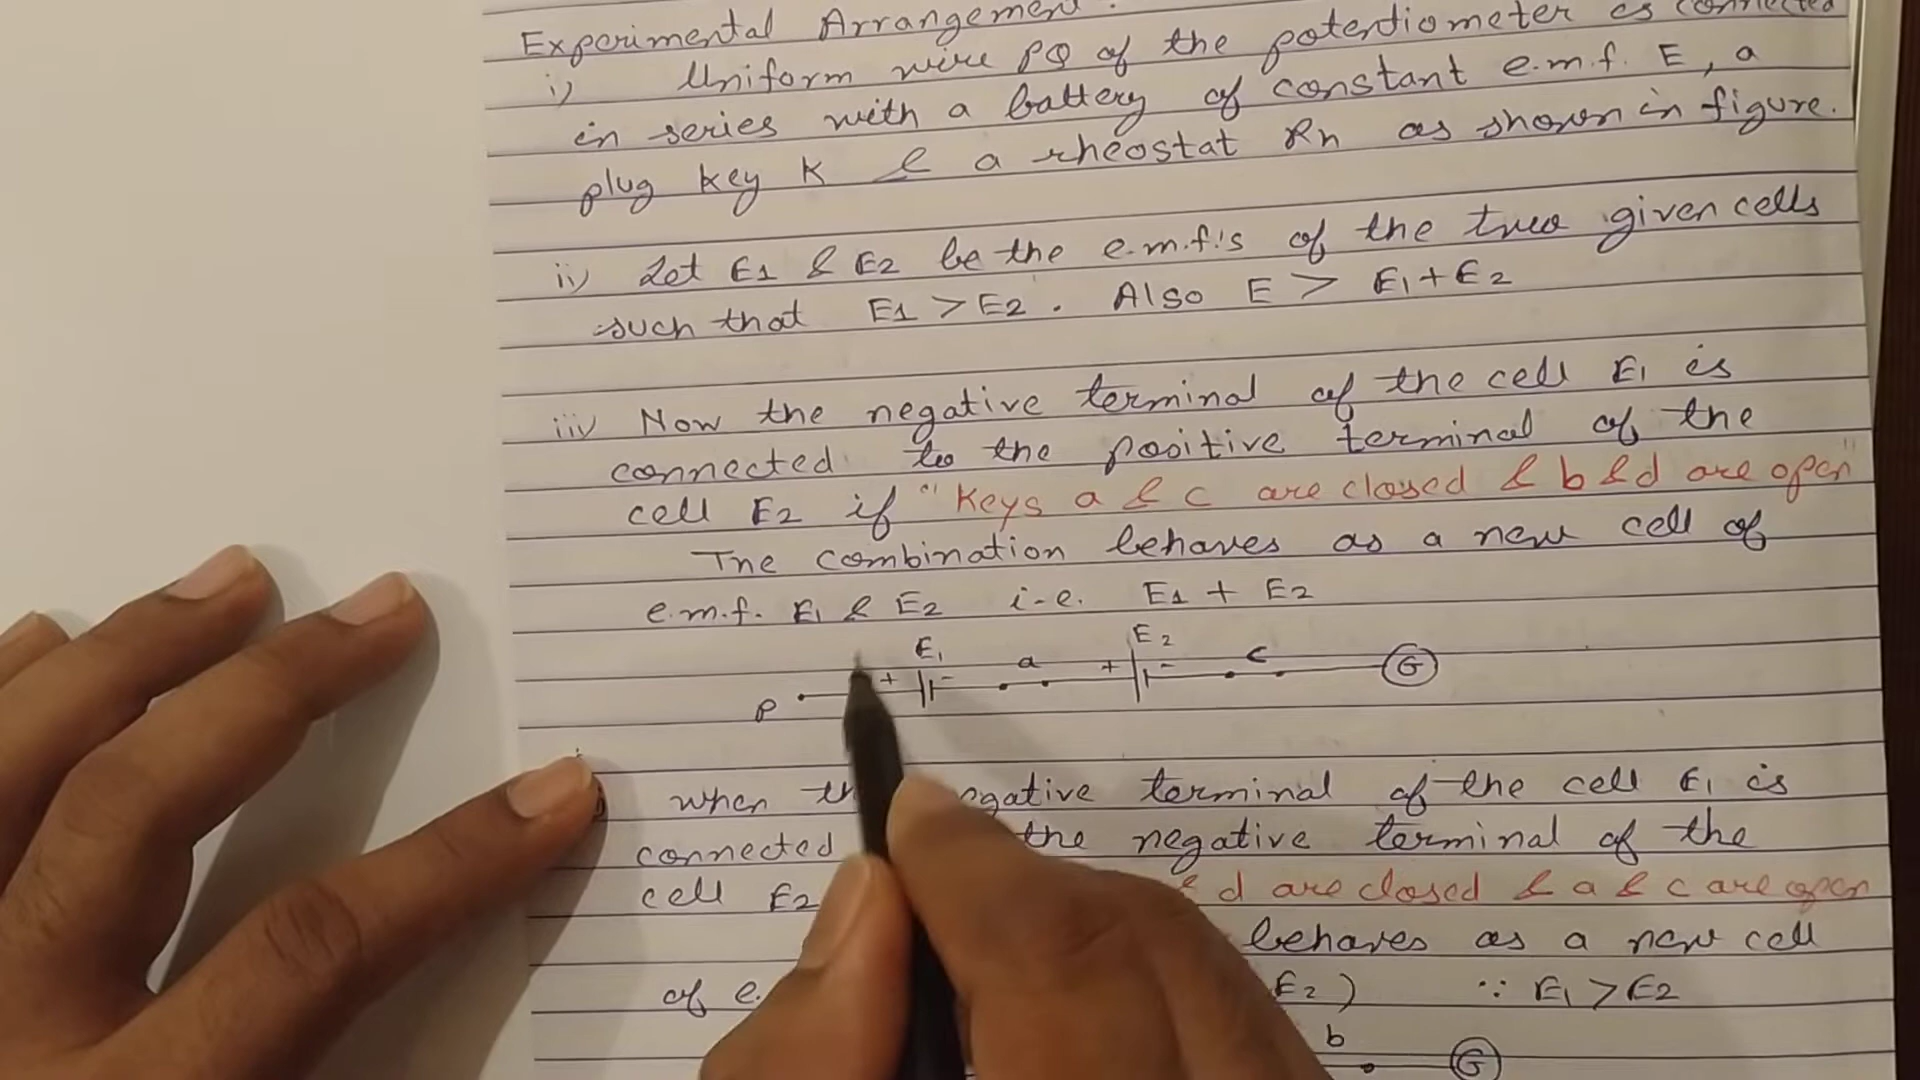 Experimental Arrangement:
i) Uniform wire PQ of the potentiometer is connected
in series with a battery of constant e.m.f. E, a
plug key K & a rheostat Rh as shown in figure.
ii) Let E1 & E2 be the e.m.f.'s of the two given cells
such that E1 > E2. Also E > E1 + E2
iii) Now the negative terminal of the cell E1 is
connected to the positive terminal of the
cell E2 if "Keys a & c are closed & b & d are open"
The combination behaves as a new cell of
e.m.f. E1 & E2 i-e. E1 + E2
E1 E2
P + - a + - c G
when negative terminal of the cell E1 is
connected the negative terminal of the
cell E2 & d are closed & a & c are open
behaves as a new cell
of e. E2) ∵ E1 > E2
b
G